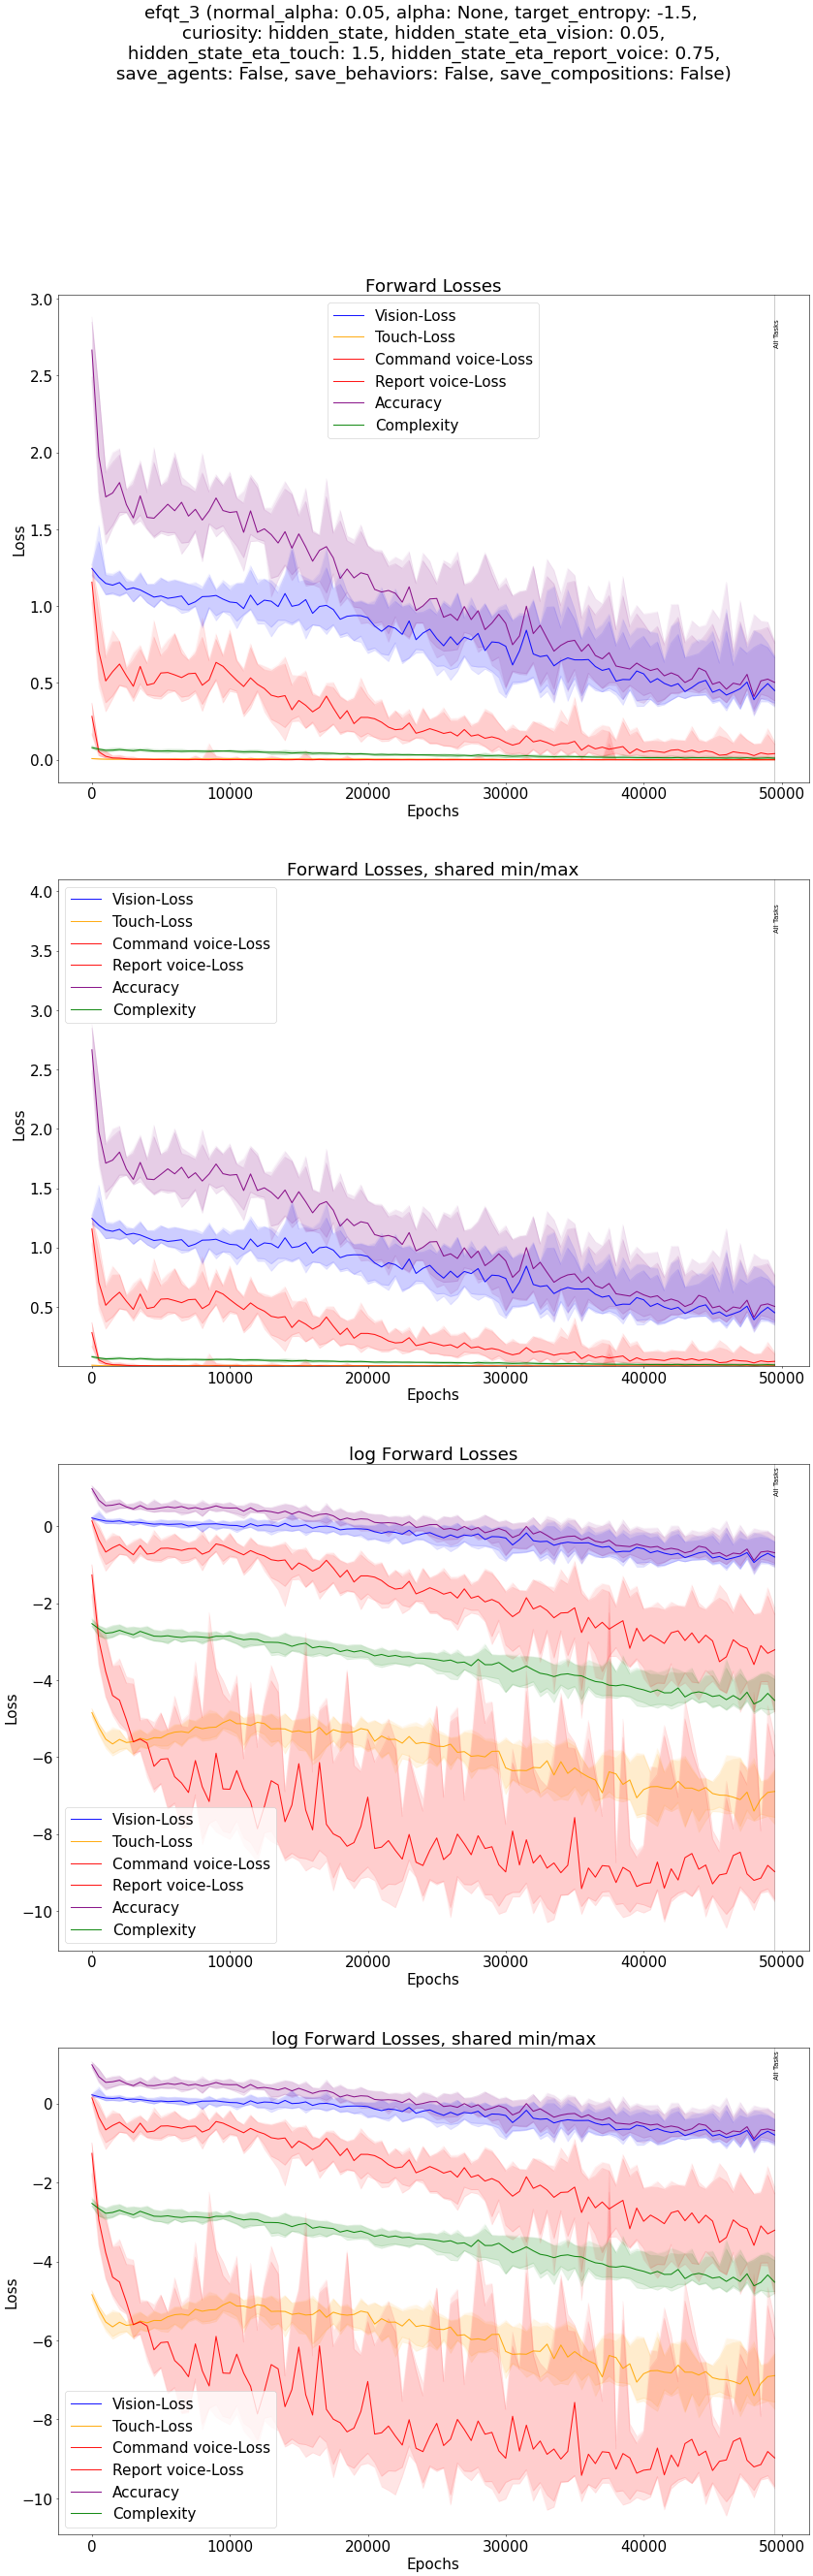 efqt_3 (normal_alpha: 0.05, alpha: None, target_entropy: -1.5,
curiosity: hidden_state, hidden_state_eta_vision: 0.05,
hidden_state_eta_touch: 1.5, hidden_state_eta_report_voice: 0.75,
save_agents: False, save_behaviors: False, save_compositions: False)
Forward Losses
3.0
2.5
2.0
1.5
1.0
0.5
0.0
Loss
Vision-Loss
Touch-Loss
Command voice-Loss
Report voice-Loss
Accuracy
Complexity
All Tasks
0 10000 20000 30000 40000 50000
Epochs
Forward Losses, shared min/max
4.0
3.5
3.0
2.5
2.0
1.5
1.0
0.5
Loss
Vision-Loss
Touch-Loss
Command voice-Loss
Report voice-Loss
Accuracy
Complexity
All Tasks
0 10000 20000 30000 40000 50000
Epochs
log Forward Losses
0
−2
−4
−6
−8
−10
Loss
Vision-Loss
Touch-Loss
Command voice-Loss
Report voice-Loss
Accuracy
Complexity
All Tasks
0 10000 20000 30000 40000 50000
Epochs
log Forward Losses, shared min/max
0
−2
−4
−6
−8
−10
Loss
Vision-Loss
Touch-Loss
Command voice-Loss
Report voice-Loss
Accuracy
Complexity
All Tasks
0 10000 20000 30000 40000 50000
Epochs